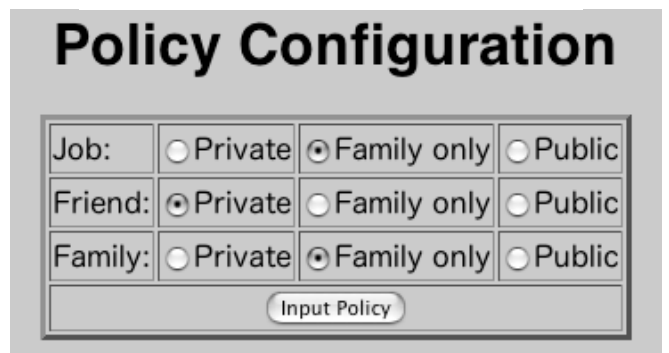 Policy Configuration
Job: Private Family only Public
Friend: Private Family only Public
Family: Private Family only Public
Input Policy